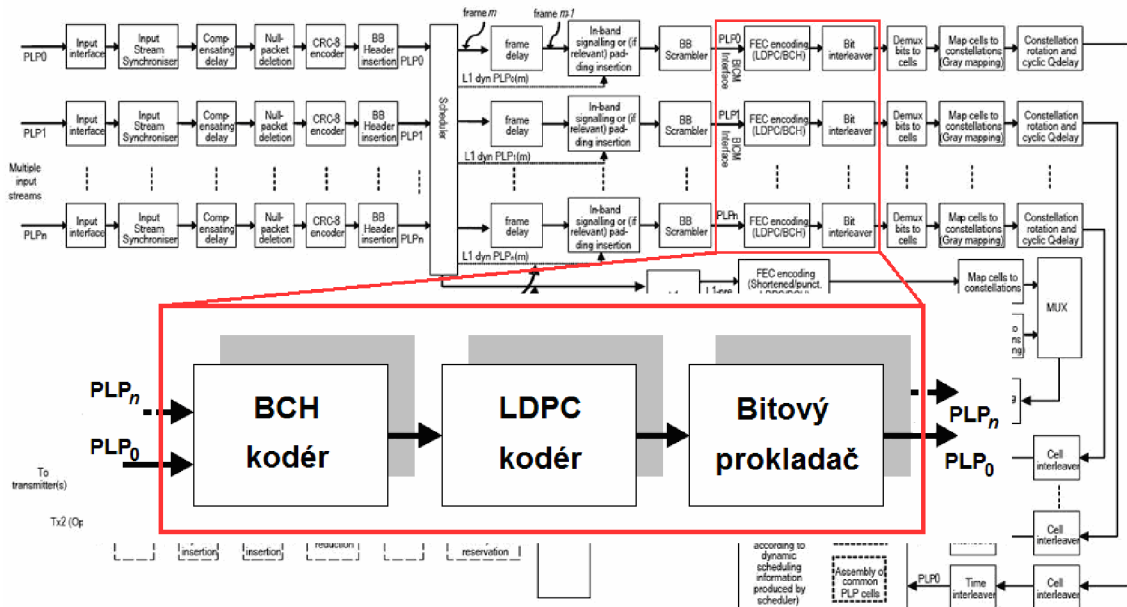 frame m
frame m-1
PLP0
Input
interface
Input
Stream
Synchroniser
Comp-
ensating
delay
Null-
packet
deletion
CRC-8
encoder
BB
Header
insertion
PLP0
Scheduler
frame
delay
In-band
signalling or (if
relevant) pad-
ding insertion
BB
Scrambler
PLP0
BICM
Interface
FEC encoding
(LDPC/BCH)
Bit
interleaver
Demux
bits to
cells
Map cells to
constellations
(Gray mapping)
Constellation
rotation and
cyclic Q-delay
L1 dyn PLP0(m)
PLP1
Input
interface
Input
Stream
Synchroniser
Comp-
ensating
delay
Null-
packet
deletion
CRC-8
encoder
BB
Header
insertion
PLP1
frame
delay
In-band
signalling or (if
relevant) pad-
ding insertion
BB
Scrambler
PLP1
BICM
Interface
FEC encoding
(LDPC/BCH)
Bit
interleaver
Demux
bits to
cells
Map cells to
constellations
(Gray mapping)
Constellation
rotation and
cyclic Q-delay
L1 dyn PLP1(m)
Multiple
input
streams
PLPn
Input
interface
Input
Stream
Synchroniser
Comp-
ensating
delay
Null-
packet
deletion
CRC-8
encoder
BB
Header
insertion
PLPn
frame
delay
In-band
signalling or (if
relevant) pad-
ding insertion
BB
Scrambler
PLPn
FEC encoding
(LDPC/BCH)
Bit
interleaver
Demux
bits to
cells
Map cells to
constellations
(Gray mapping)
Constellation
rotation and
cyclic Q-delay
L1 dyn PLPn(m)
FEC encoding
(Shortened/punct.
Map cells to
constellations
MUX
PLPn
PLP0
BCH
kodér
LDPC
kodér
Bitový
prokladač
PLPn
PLP0
To
transmitter(s)
Tx2 (Op
Cell
interleaver
Cell
interleaver
insertion
insertion
reduction
reservation
according to
dynamic
scheduling
information
produced by
scheduler)
Assembly of
common
PLP cells
PLP0
Time
interleaver
Cell
interleaver